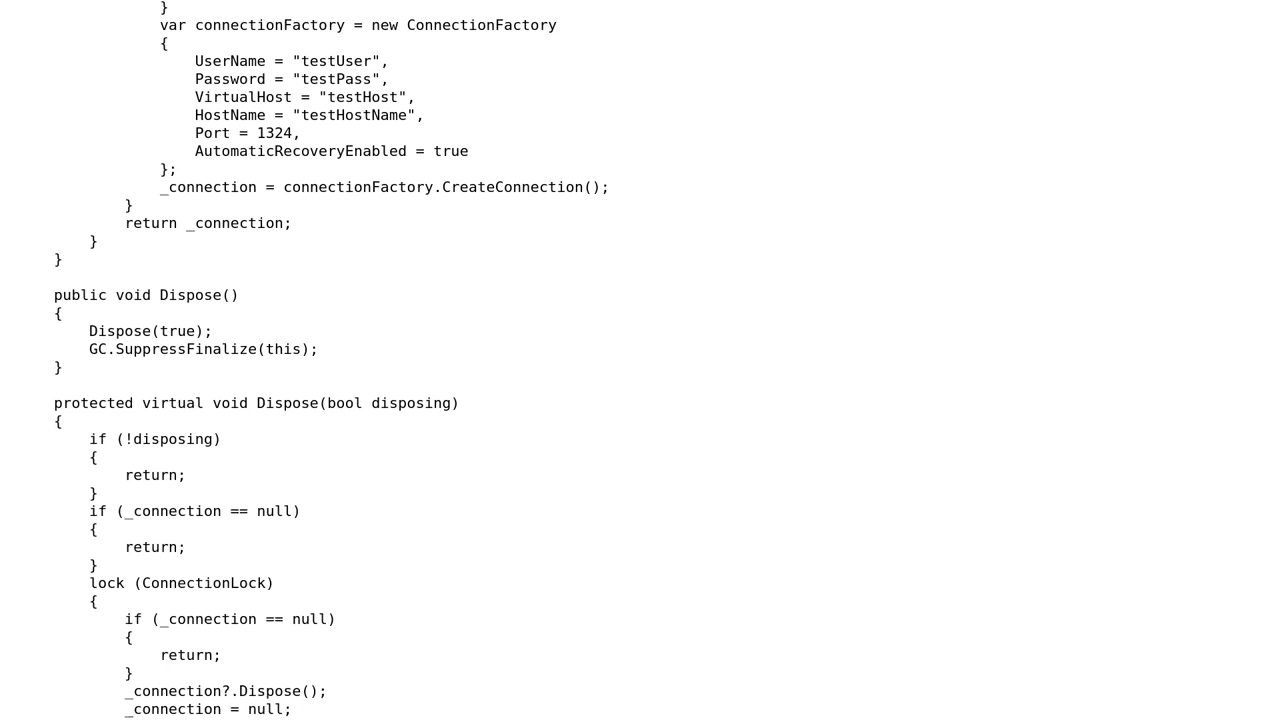 }
            var connectionFactory = new ConnectionFactory
            {
                UserName = "testUser",
                Password = "testPass",
                VirtualHost = "testHost",
                HostName = "testHostName",
                Port = 1324,
                AutomaticRecoveryEnabled = true
            };
            _connection = connectionFactory.CreateConnection();
        }
        return _connection;
    }
}

public void Dispose()
{
    Dispose(true);
    GC.SuppressFinalize(this);
}

protected virtual void Dispose(bool disposing)
{
    if (!disposing)
    {
        return;
    }
    if (_connection == null)
    {
        return;
    }
    lock (ConnectionLock)
    {
        if (_connection == null)
        {
            return;
        }
        _connection?.Dispose();
        _connection = null;